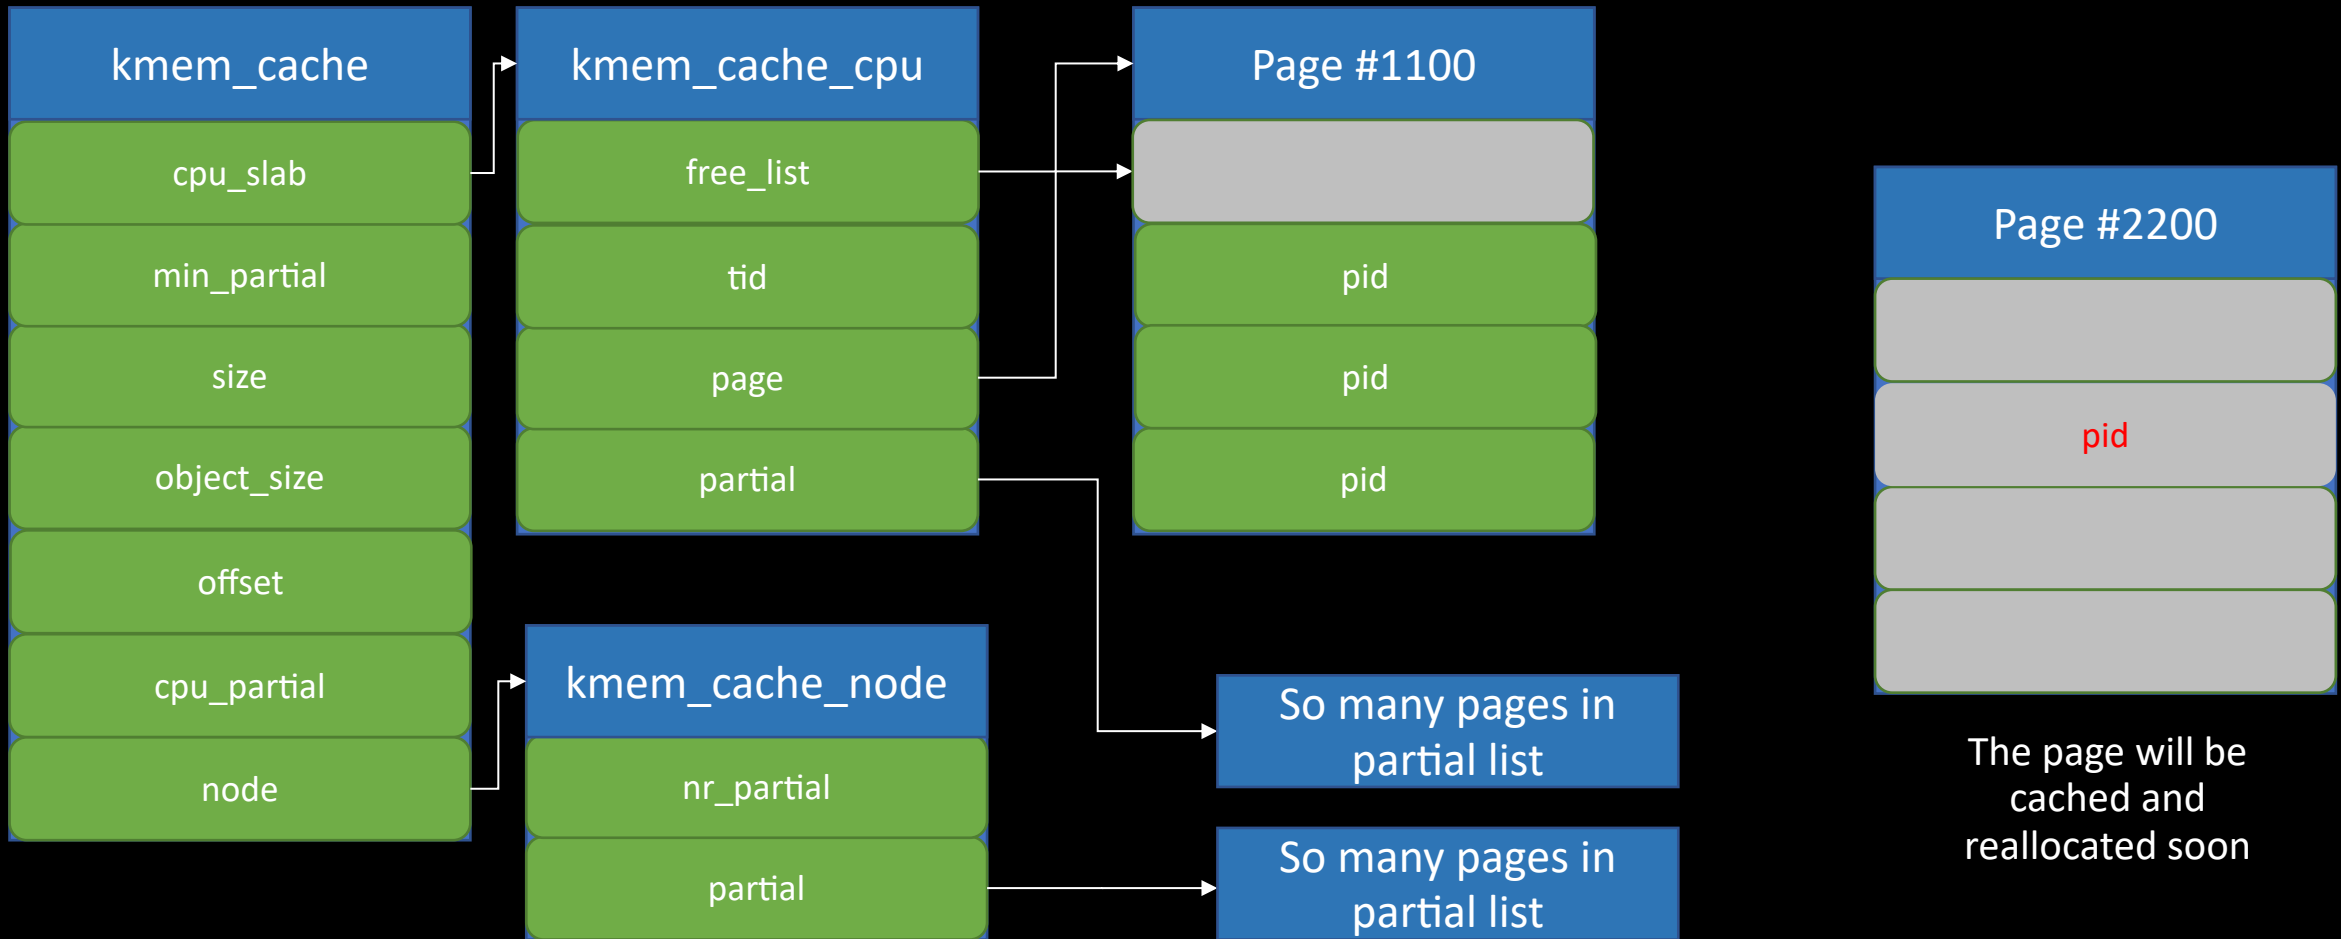 kmem_cache
cpu_slab
min_partial
size
object_size
offset
cpu_partial
node
kmem_cache_cpu
free_list
tid
page
partial
kmem_cache_node
nr_partial
partial
Page #1100
pid
pid
pid
So many pages in
partial list
So many pages in
partial list
Page #2200
pid
The page will be
cached and
reallocated soon